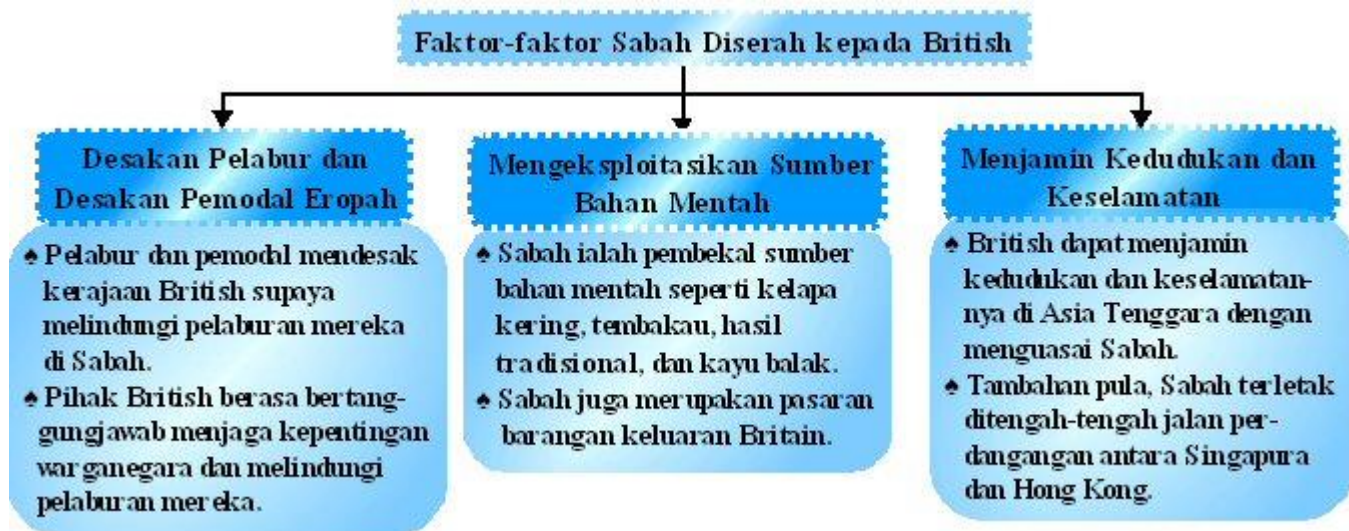 Faktor-faktor Sabah Diserah kepada British
Desakan Pelabur dan
Desakan Pemodal Eropah
♠ Pelabur dan pemodal mendesak
kerajaan British supaya
melindungi pelaburan mereka
di Sabah.
♠ Pihak British berasa bertang-
gungjawab menjaga kepentingan
warganegara dan melindungi
pelaburan mereka.
Mengeksploitasikan Sumber
Bahan Mentah
♠ Sabah ialah pembekal sumber
bahan mentah seperti kelapa
kering, tembakau, hasil
tradisional, dan kayu balak.
♠ Sabah juga merupakan pasaran
barangan keluaran Britain.
Menjamin Kedudukan dan
Keselamatan
♠ British dapat menjamin
kedudukan dan keselamatan-
nya di Asia Tenggara dengan
menguasai Sabah.
♠ Tambahan pula, Sabah terletak
ditengah-tengah jalan per-
dangangan antara Singapura
dan Hong Kong.